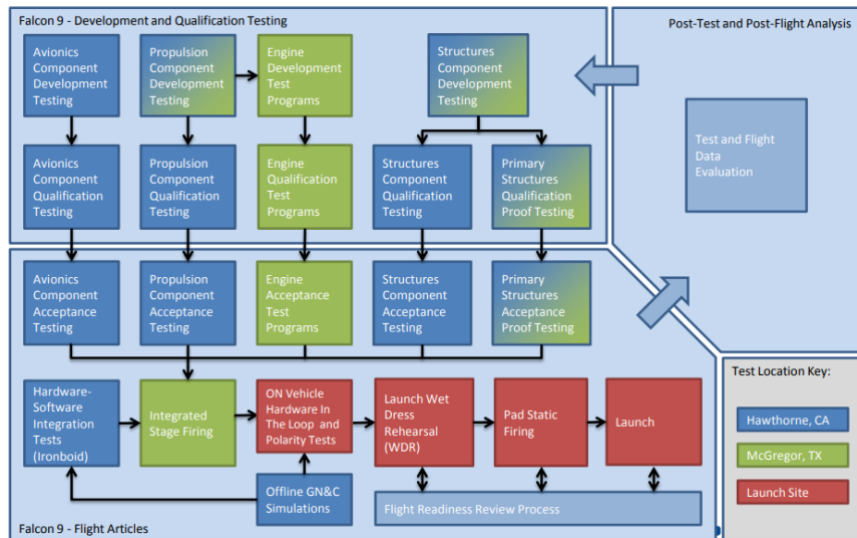 Falcon 9 - Development and Qualification Testing
Post-Test and Post-Flight Analysis
Avionics
Component
Development
Testing
Propulsion
Component
Development
Testing
Engine
Development
Test
Programs
Structures
Component
Development
Testing
Test and Flight
Data
Evaluation
Avionics
Component
Qualification
Testing
Propulsion
Component
Qualification
Testing
Engine
Qualification
Test
Programs
Structures
Component
Qualification
Testing
Primary
Structures
Qualification
Proof Testing
Avionics
Component
Acceptance
Testing
Propulsion
Component
Acceptance
Testing
Engine
Acceptance
Test
Programs
Structures
Component
Acceptance
Testing
Primary
Structures
Acceptance
Proof Testing
Hardware-
Software
Integration
Tests
(Ironboid)
Integrated
Stage Firing
ON Vehicle
Hardware In
The Loop and
Polarity Tests
Launch Wet
Dress
Rehearsal
(WDR)
Pad Static
Firing
Launch
Offline GN&C
Simulations
Flight Readiness Review Process
Falcon 9 - Flight Articles
Test Location Key:
Hawthorne, CA
McGregor, TX
Launch Site